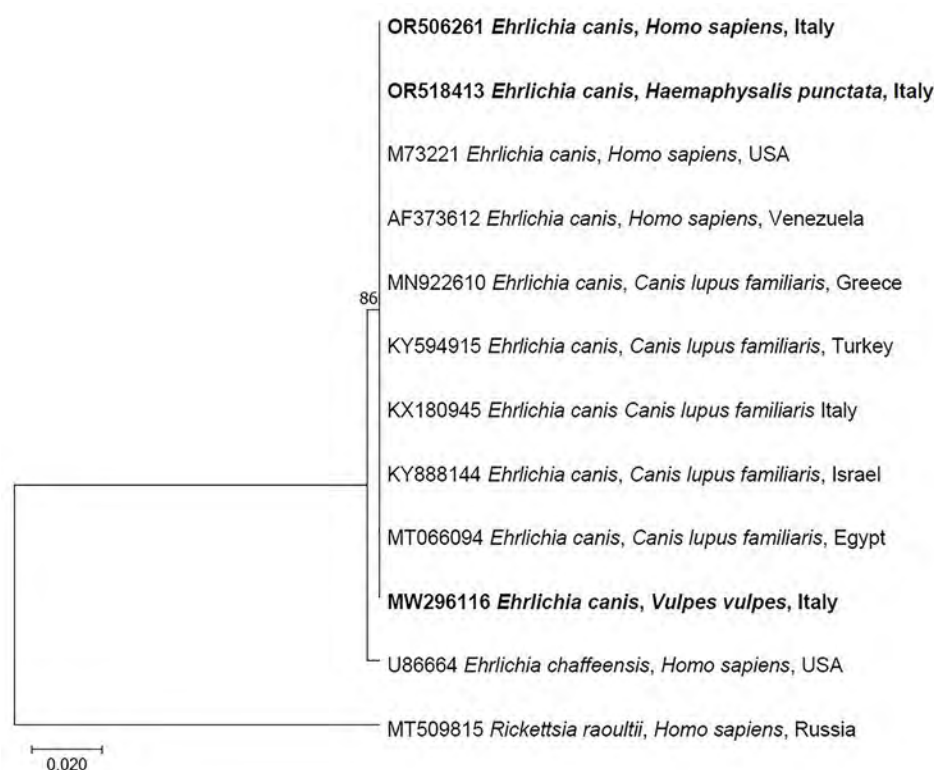 OR506261 Ehrlichia canis, Homo sapiens, Italy
OR518413 Ehrlichia canis, Haemaphysalis punctata, Italy
M73221 Ehrlichia canis, Homo sapiens, USA
AF373612 Ehrlichia canis, Homo sapiens, Venezuela
MN922610 Ehrlichia canis, Canis lupus familiaris, Greece
86
KY594915 Ehrlichia canis, Canis lupus familiaris, Turkey
KX180945 Ehrlichia canis Canis lupus familiaris Italy
KY888144 Ehrlichia canis, Canis lupus familiaris, Israel
MT066094 Ehrlichia canis, Canis lupus familiaris, Egypt
MW296116 Ehrlichia canis, Vulpes vulpes, Italy
U86664 Ehrlichia chaffeensis, Homo sapiens, USA
MT509815 Rickettsia raoultii, Homo sapiens, Russia
0.020